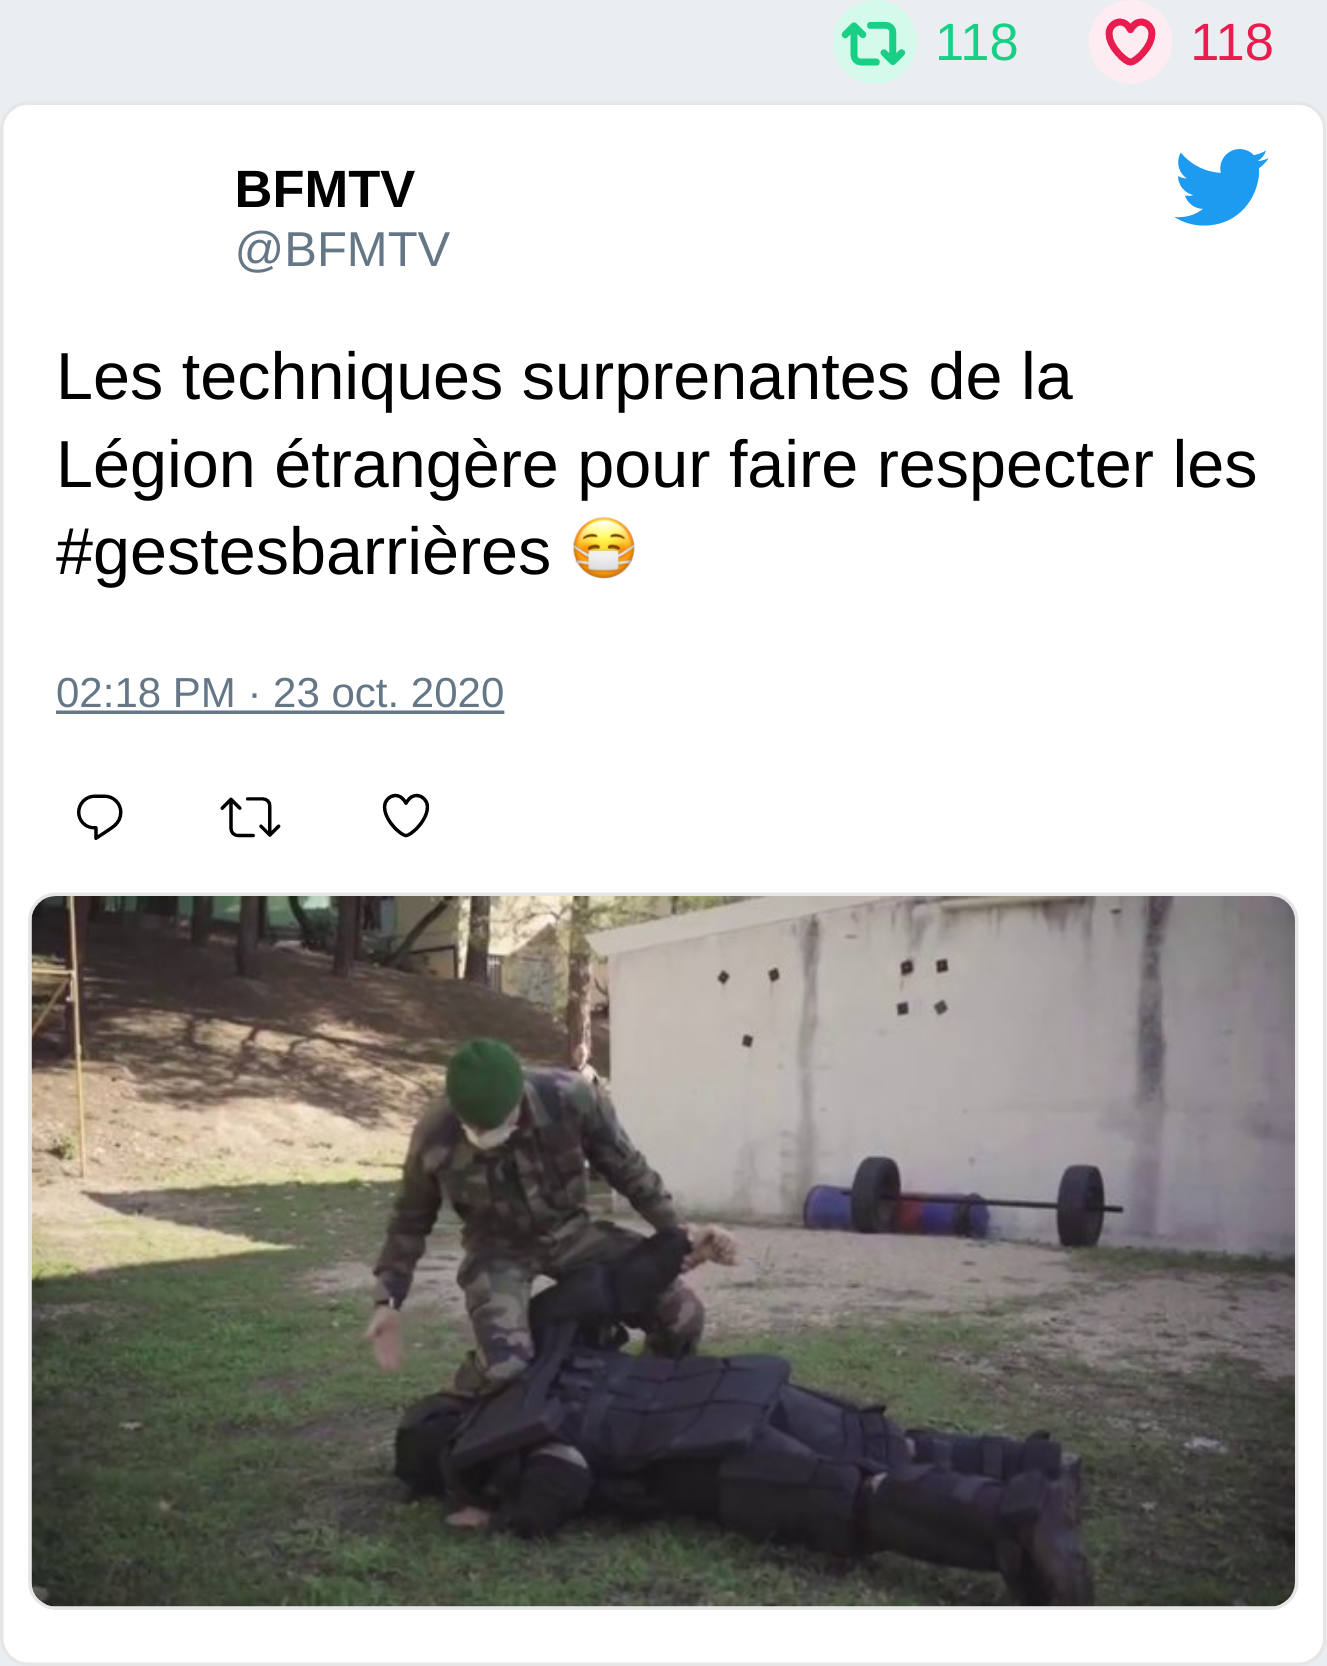 118 118
BFMTV
@BFMTV
Les techniques surprenantes de la
Légion étrangère pour faire respecter les
#gestesbarrières 😷
02:18 PM · 23 oct. 2020